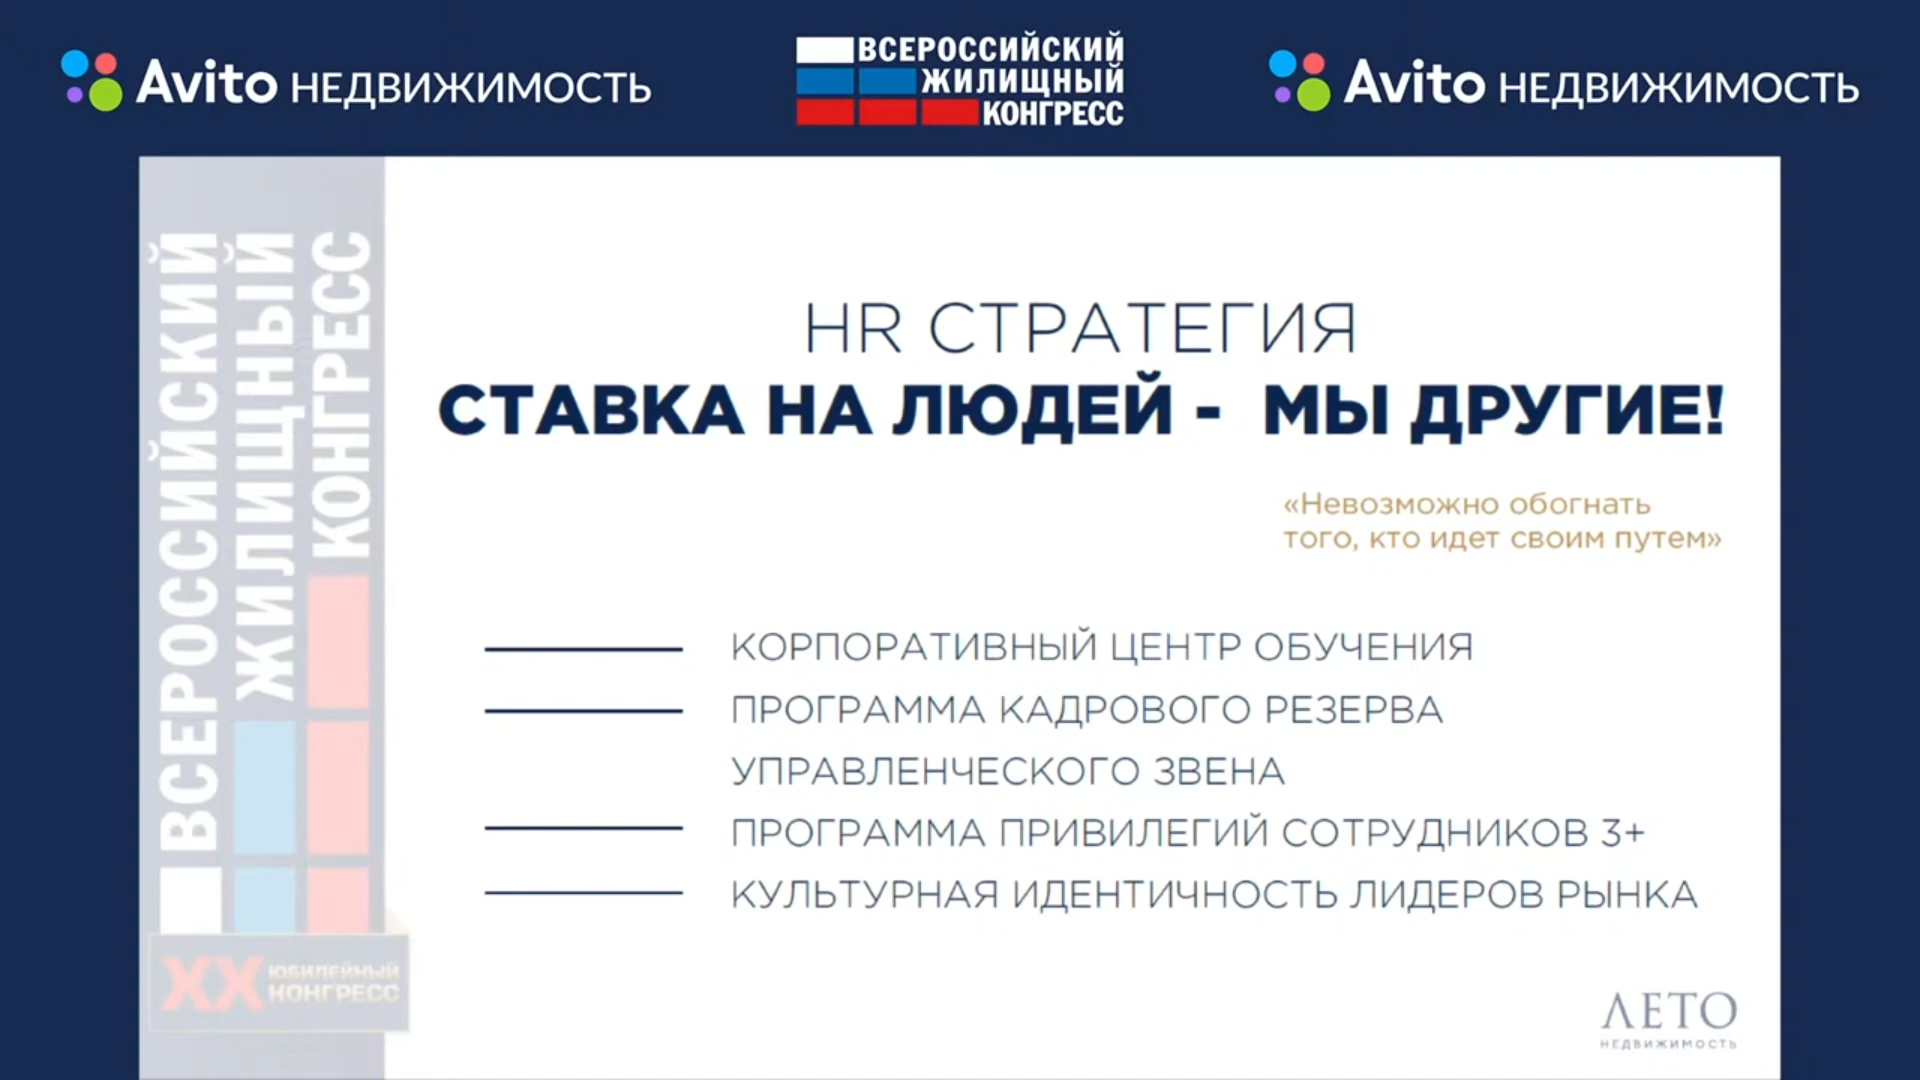 Avito НЕДВИЖИМОСТЬ
ВСЕРОССИЙСКИЙ
ЖИЛИЩНЫЙ
КОНГРЕСС
Avito НЕДВИЖИМОСТЬ
ВСЕРОССИЙСКИЙ
ЖИЛИЩНЫЙ
КОНГРЕСС
XX ЮБИЛЕЙНЫЙ
КОНГРЕСС
HR СТРАТЕГИЯ
СТАВКА НА ЛЮДЕЙ - МЫ ДРУГИЕ!
«Невозможно обогнать
того, кто идет своим путем»
КОРПОРАТИВНЫЙ ЦЕНТР ОБУЧЕНИЯ
ПРОГРАММА КАДРОВОГО РЕЗЕРВА
УПРАВЛЕНЧЕСКОГО ЗВЕНА
ПРОГРАММА ПРИВИЛЕГИЙ СОТРУДНИКОВ 3+
КУЛЬТУРНАЯ ИДЕНТИЧНОСТЬ ЛИДЕРОВ РЫНКА
ЛЕТО
НЕДВИЖИМОСТЬ